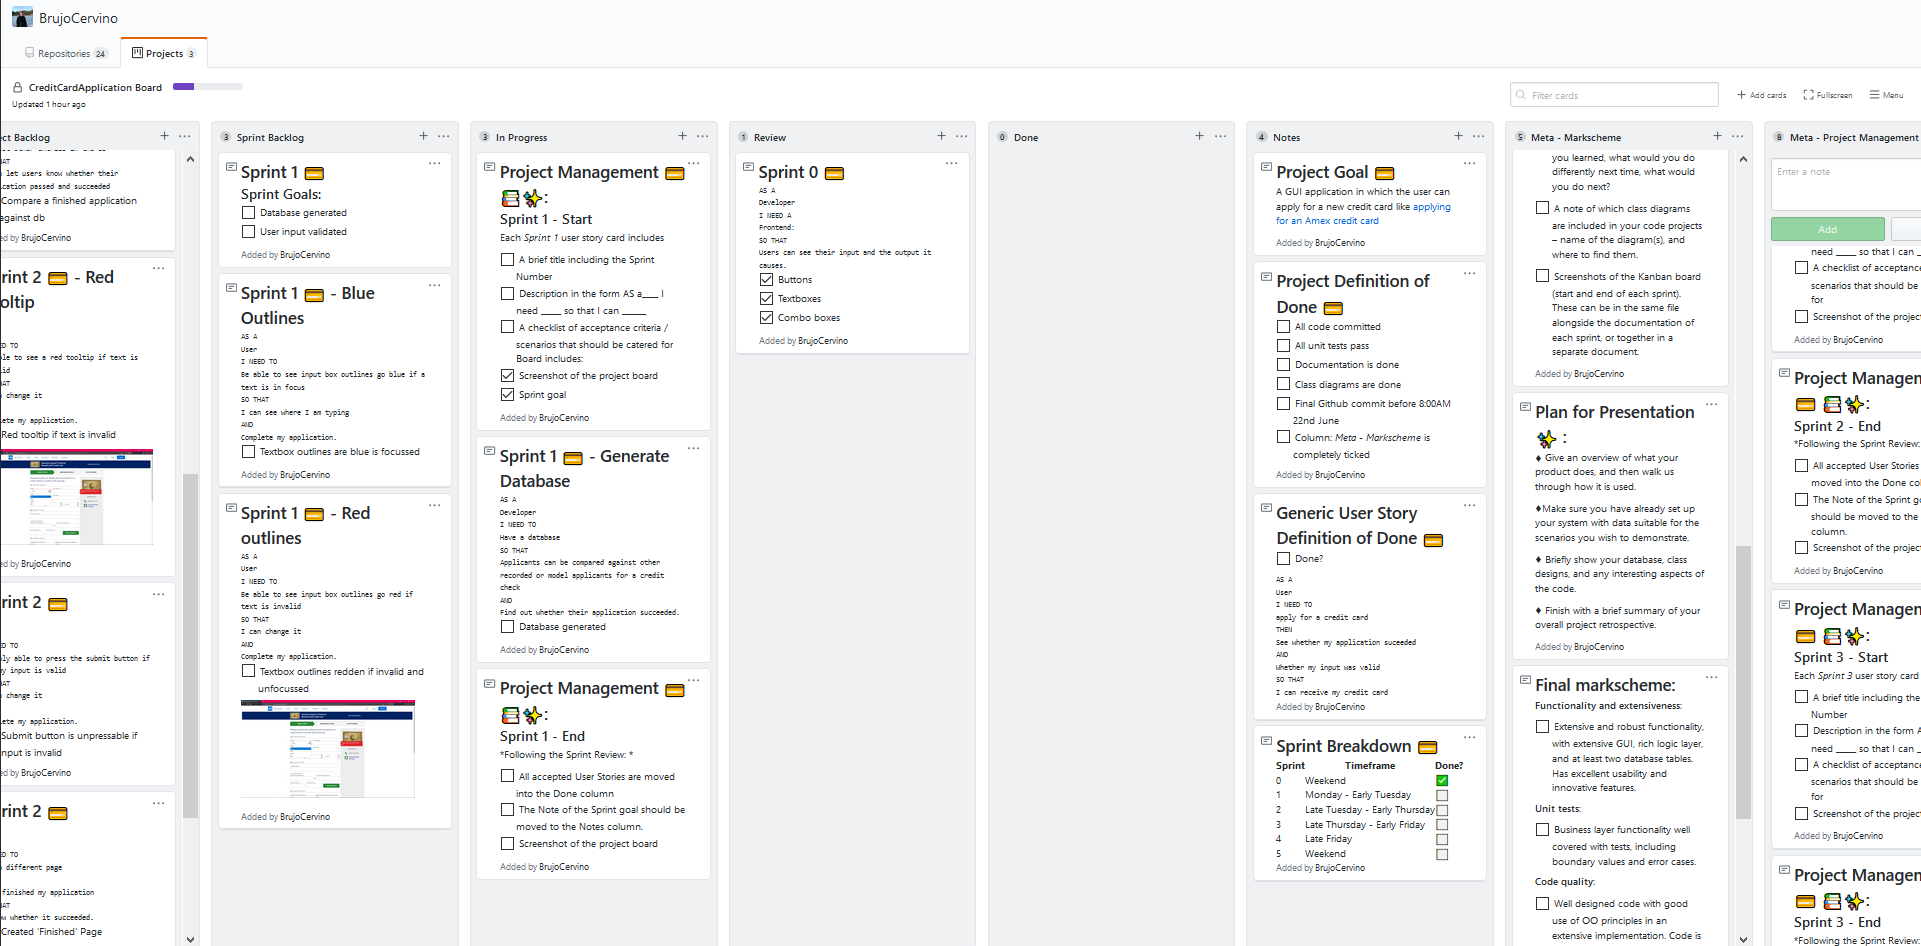 BrujoCervino
Repositories 24
Projects 3
CreditCardApplication Board
Updated 1 hour ago
Filter cards
+ Add cards
Fullscreen
Menu
ct Backlog
AT
let users know whether their
ication passed and succeeded
Compare a finished application
against db
ed by BrujoCervino
rint 2 - Red
oltip
ED TO
le to see a red tooltip if text is
lid
AT
change it
lete my application.
Red tooltip if text is invalid
ed by BrujoCervino
rint 2
ED TO
nly able to press the submit button if
my input is valid
AT
change it
lete my application.
Submit button is unpressable if
input is invalid
ed by BrujoCervino
rint 2
ED TO
different page
finished my application
AT
ow whether it succeeded.
Created 'Finished' Page
3 Sprint Backlog
Sprint 1
Sprint Goals:
Database generated
User input validated
Added by BrujoCervino
Sprint 1 - Blue
Outlines
AS A
User
I NEED TO
Be able to see input box outlines go blue if a
text is in focus
SO THAT
I can see where I am typing
AND
Complete my application.
Textbox outlines are blue is focussed
Added by BrujoCervino
Sprint 1 - Red
outlines
AS A
User
I NEED TO
Be able to see input box outlines go red if
text is invalid
SO THAT
I can change it
AND
Complete my application.
Textbox outlines redden if invalid and
unfocussed
Added by BrujoCervino
3 In Progress
Project Management
:
Sprint 1 - Start
Each Sprint 1 user story card includes
A brief title including the Sprint
Number
Description in the form AS a____ I
need _____ so that I can ______
A checklist of acceptance criteria /
scenarios that should be catered for
Board includes:
Screenshot of the project board
Sprint goal
Added by BrujoCervino
Sprint 1 - Generate
Database
AS A
Developer
I NEED TO
Have a database
SO THAT
Applicants can be compared against other
recorded or model applicants for a credit
check
AND
Find out whether their application succeeded.
Database generated
Added by BrujoCervino
Project Management
:
Sprint 1 - End
*Following the Sprint Review: *
All accepted User Stories are moved
into the Done column
The Note of the Sprint goal should be
moved to the Notes column.
Screenshot of the project board
Added by BrujoCervino
1 Review
Sprint 0
AS A
Developer
I NEED A
Frontend:
SO THAT
Users can see their input and the output it
causes.
Buttons
Textboxes
Combo boxes
Added by BrujoCervino
0 Done
4 Notes
Project Goal
A GUI application in which the user can
apply for a new credit card like applying
for an Amex credit card
Added by BrujoCervino
Project Definition of
Done
All code committed
All unit tests pass
Documentation is done
Class diagrams are done
Final Github commit before 8:00AM
22nd June
Column: Meta - Markscheme is
completely ticked
Added by BrujoCervino
Generic User Story
Definition of Done
Done?
AS A
User
I NEED TO
apply for a credit card
THEN
See whether my application suceeded
AND
Whether my input was valid
SO THAT
I can receive my credit card
Added by BrujoCervino
Sprint Breakdown
Sprint Timeframe Done?
0 Weekend
1 Monday - Early Tuesday
2 Late Tuesday - Early Thursday
3 Late Thursday - Early Friday
4 Late Friday
5 Weekend
Added by BrujoCervino
5 Meta - Markscheme
you learned, what would you do
differently next time, what would
you do next?
A note of which class diagrams
are included in your code projects
– name of the diagram(s), and
where to find them.
Screenshots of the Kanban board
(start and end of each sprint).
These can be in the same file
alongside the documentation of
each sprint, or together in a
separate document.
Added by BrujoCervino
Plan for Presentation
:
♦ Give an overview of what your
product does, and then walk us
through how it is used.
♦Make sure you have already set up
your system with data suitable for the
scenarios you wish to demonstrate.
♦ Briefly show your database, class
designs, and any interesting aspects of
the code.
♦ Finish with a brief summary of your
overall project retrospective.
Added by BrujoCervino
Final markscheme:
Functionality and extensiveness:
Extensive and robust functionality,
with extensive GUI, rich logic layer,
and at least two database tables.
Has excellent usability and
innovative features.
Unit tests:
Business layer functionality well
covered with tests, including
boundary values and error cases.
Code quality:
Well designed code with good
use of OO principles in an
extensive implementation. Code is
8 Meta - Project Management
Enter a note
Add
need ____ so that I can _
A checklist of acceptance
scenarios that should be
for
Screenshot of the project
Added by BrujoCervino
Project Managem
:
Sprint 2 - End
*Following the Sprint Review:
All accepted User Stories
moved into the Done colu
The Note of the Sprint go
should be moved to the
column.
Screenshot of the project
Added by BrujoCervino
Project Managem
:
Sprint 3 - Start
Each Sprint 3 user story card
A brief title including the
Number
Description in the form A
need ____ so that I can _
A checklist of acceptance
scenarios that should be
for
Screenshot of the project
Added by BrujoCervino
Project Managem
:
Sprint 3 - End
*Following the Sprint Review: